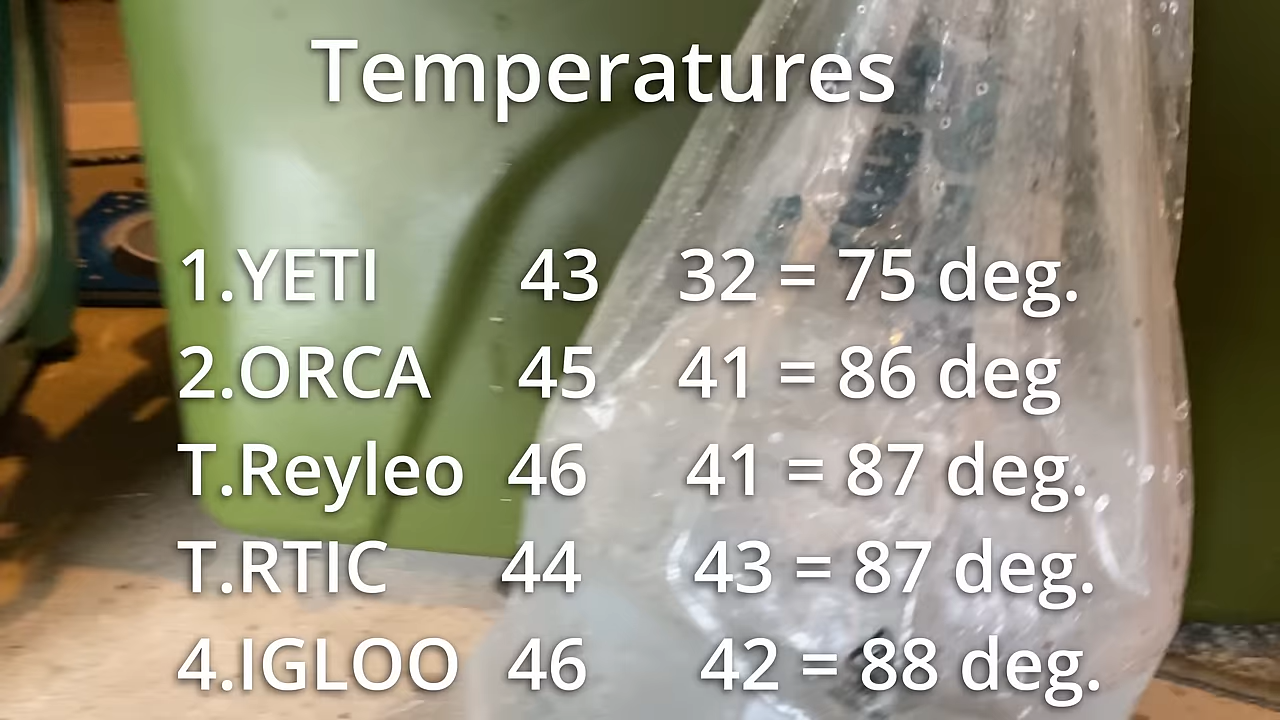 Temperatures
1.YETI 43 32 = 75 deg.
2.ORCA 45 41 = 86 deg
T.Reyleo 46 41 = 87 deg.
T.RTIC 44 43 = 87 deg.
4.IGLOO 46 42 = 88 deg.